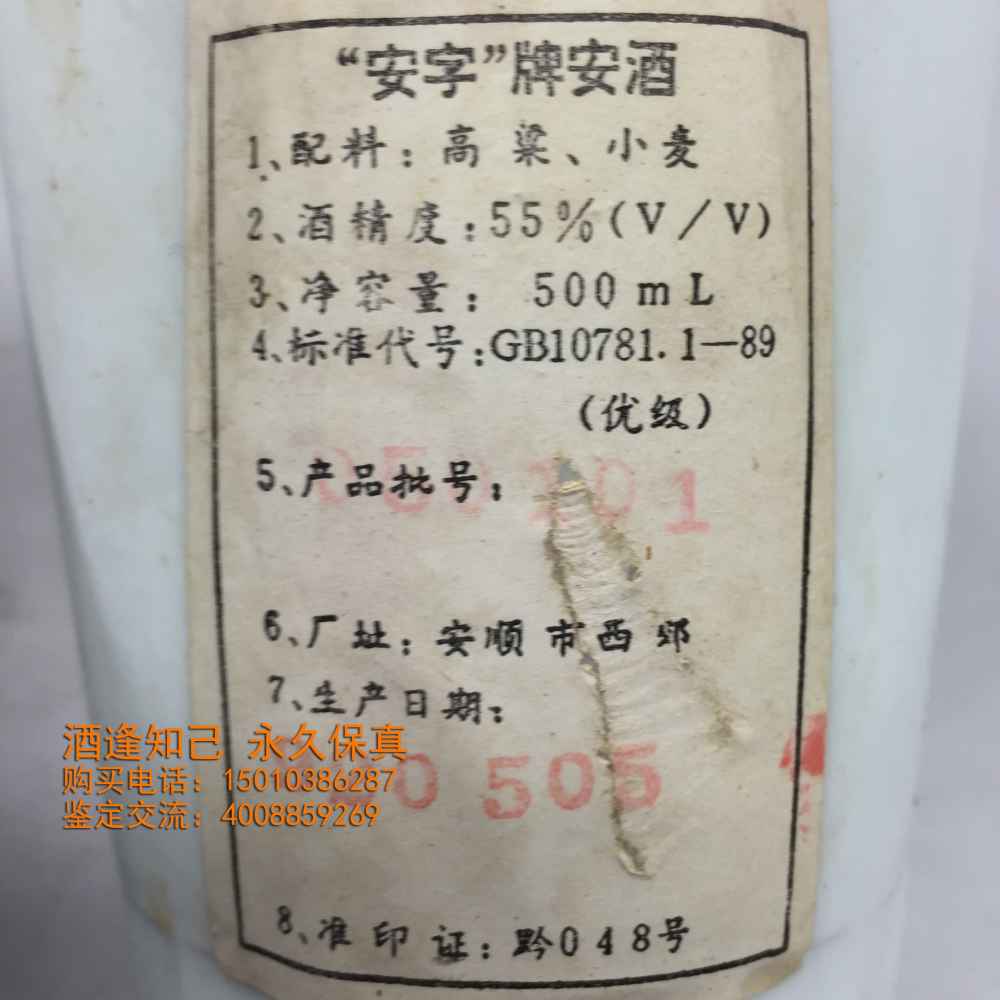 “安字”牌安酒
1、配料：高粱、小麦
2、酒精度：55%(V/V)
3、净容量：500mL
4、标准代号：GB10781.1—89
(优级)
5、产品批号：
6、厂址：安顺市西郊
7、生产日期：
酒逢知己 永久保真
购买电话：15010386287
鉴定交流：4008859269
0505
8、准印证：黔048号